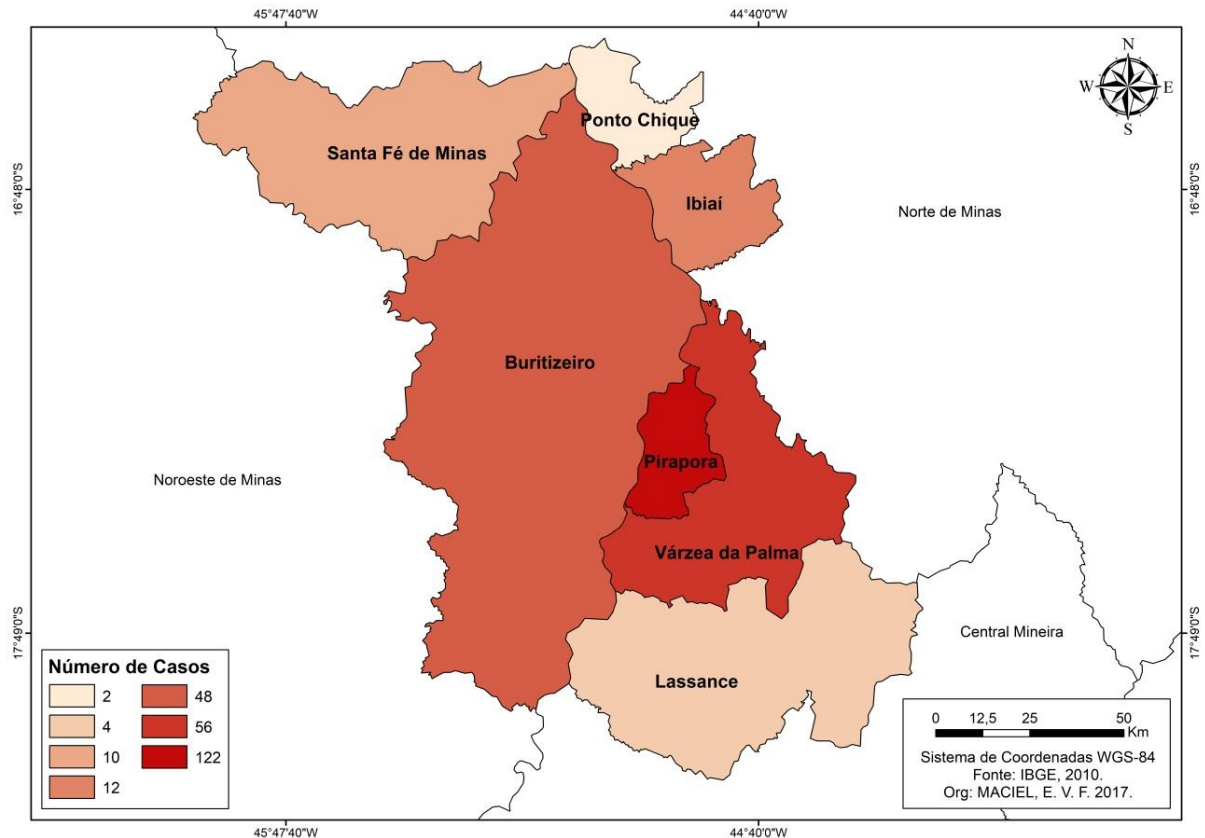 45°47'40"W
44°40'0"W
N
W
E
S
Ponto Chique
Santa Fé de Minas
16°48'0"S
16°48'0"S
Ibiaí
Norte de Minas
Buritizeiro
Pirapora
Noroeste de Minas
Várzea da Palma
17°49'0"S
17°49'0"S
Central Mineira
Lassance
Número de Casos
2
4
10
12
48
56
122
0 12,5 25 50
Km
Sistema de Coordenadas WGS-84
Fonte: IBGE, 2010.
Org: MACIEL, E. V. F. 2017.
45°47'40"W
44°40'0"W